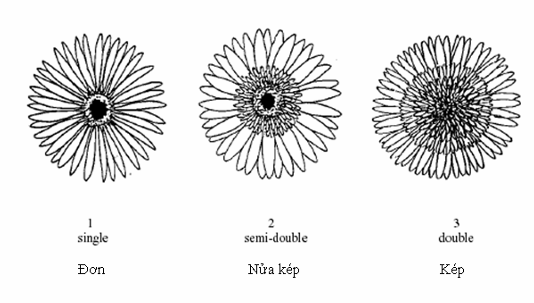 1 2 3
single semi-double double
Đơn Nửa kép Kép